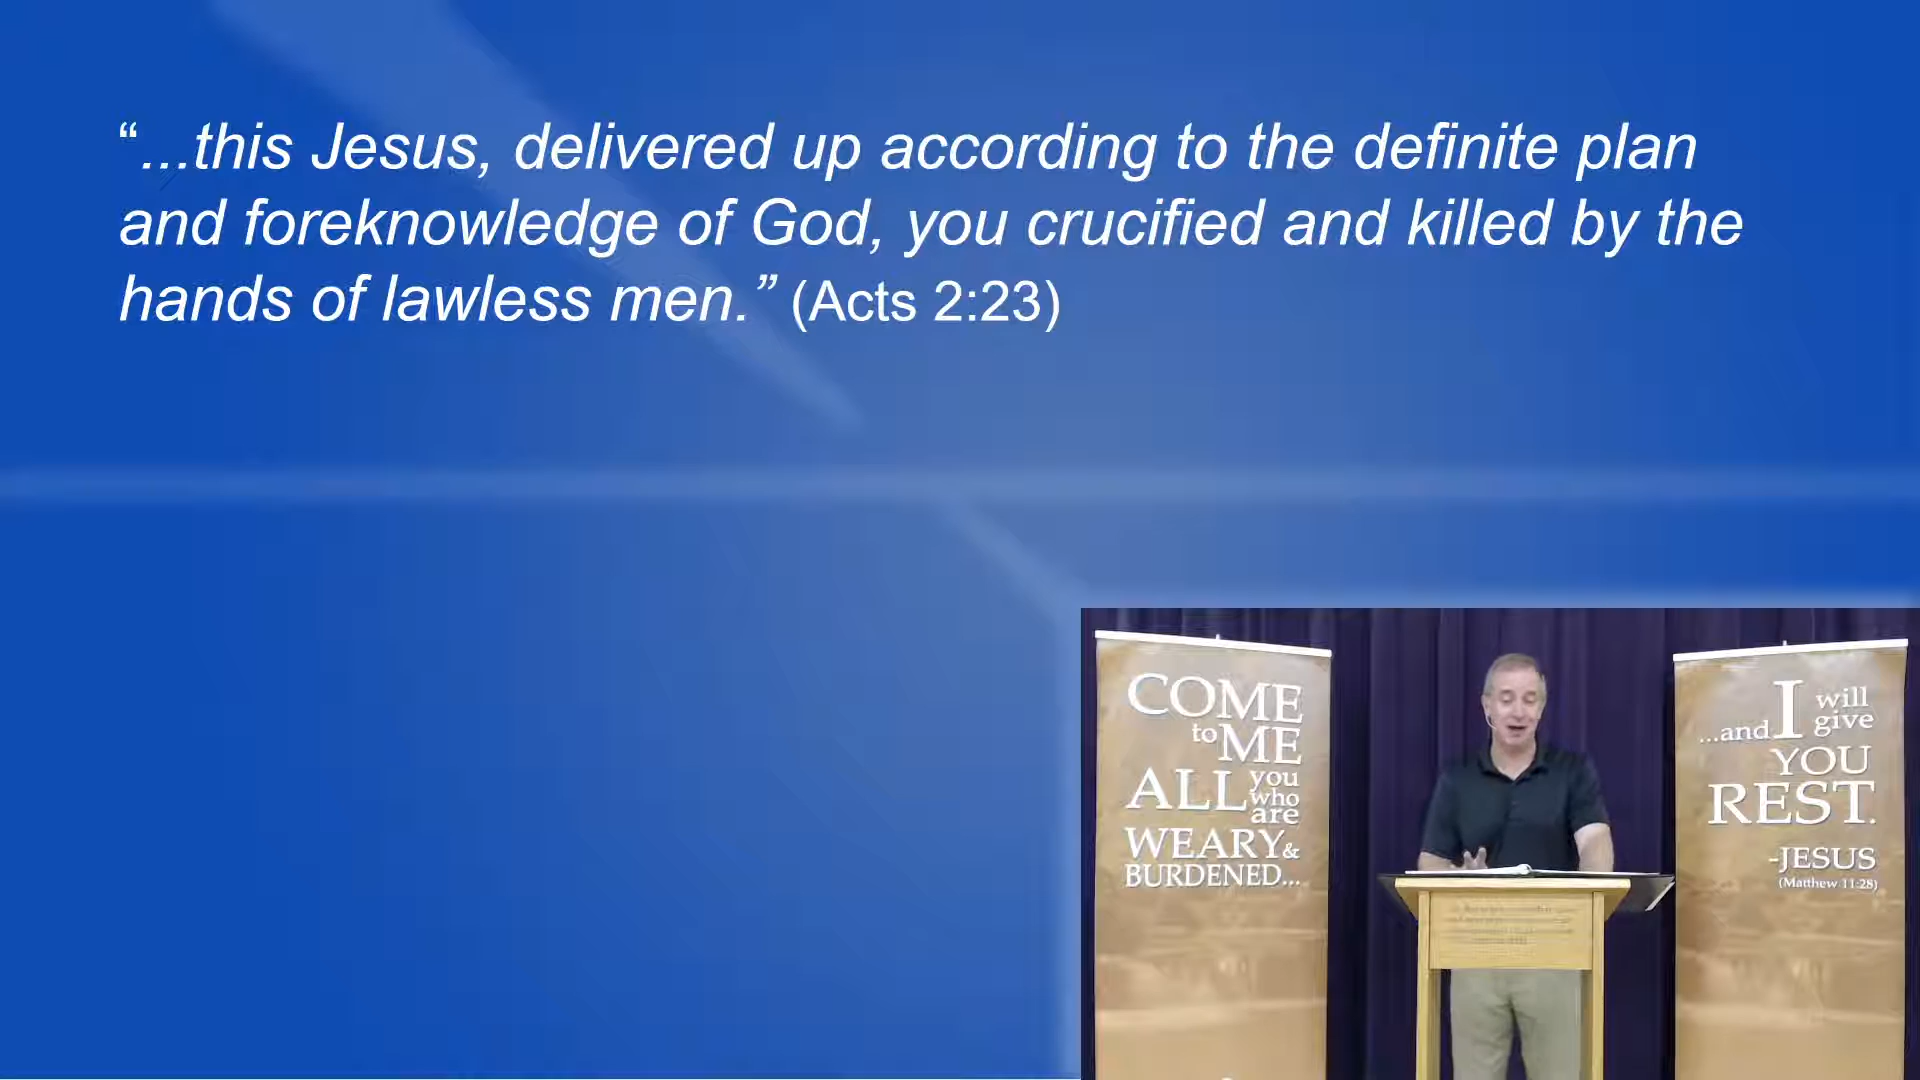 “...this Jesus, delivered up according to the definite plan
and foreknowledge of God, you crucified and killed by the
hands of lawless men.” (Acts 2:23)
COME
to ME
ALL you who are
WEARY &
BURDENED...
...and I will give
YOU
REST.
-JESUS
(Matthew 11:28)